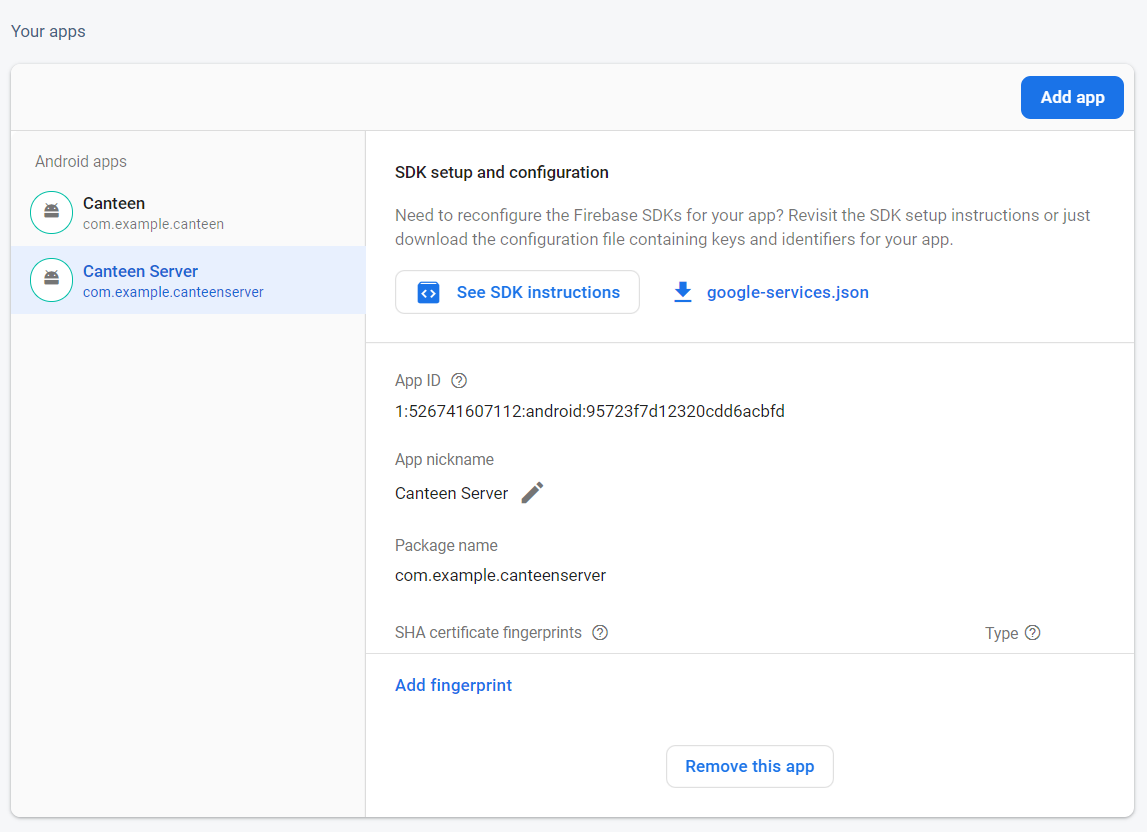 Your apps
Add app
Android apps
Canteen
com.example.canteen
Canteen Server
com.example.canteenserver
SDK setup and configuration
Need to reconfigure the Firebase SDKs for your app? Revisit the SDK setup instructions or just
download the configuration file containing keys and identifiers for your app.
See SDK instructions
google-services.json
App ID
1:526741607112:android:95723f7d12320cdd6acbfd
App nickname
Canteen Server
Package name
com.example.canteenserver
SHA certificate fingerprints
Type
Add fingerprint
Remove this app